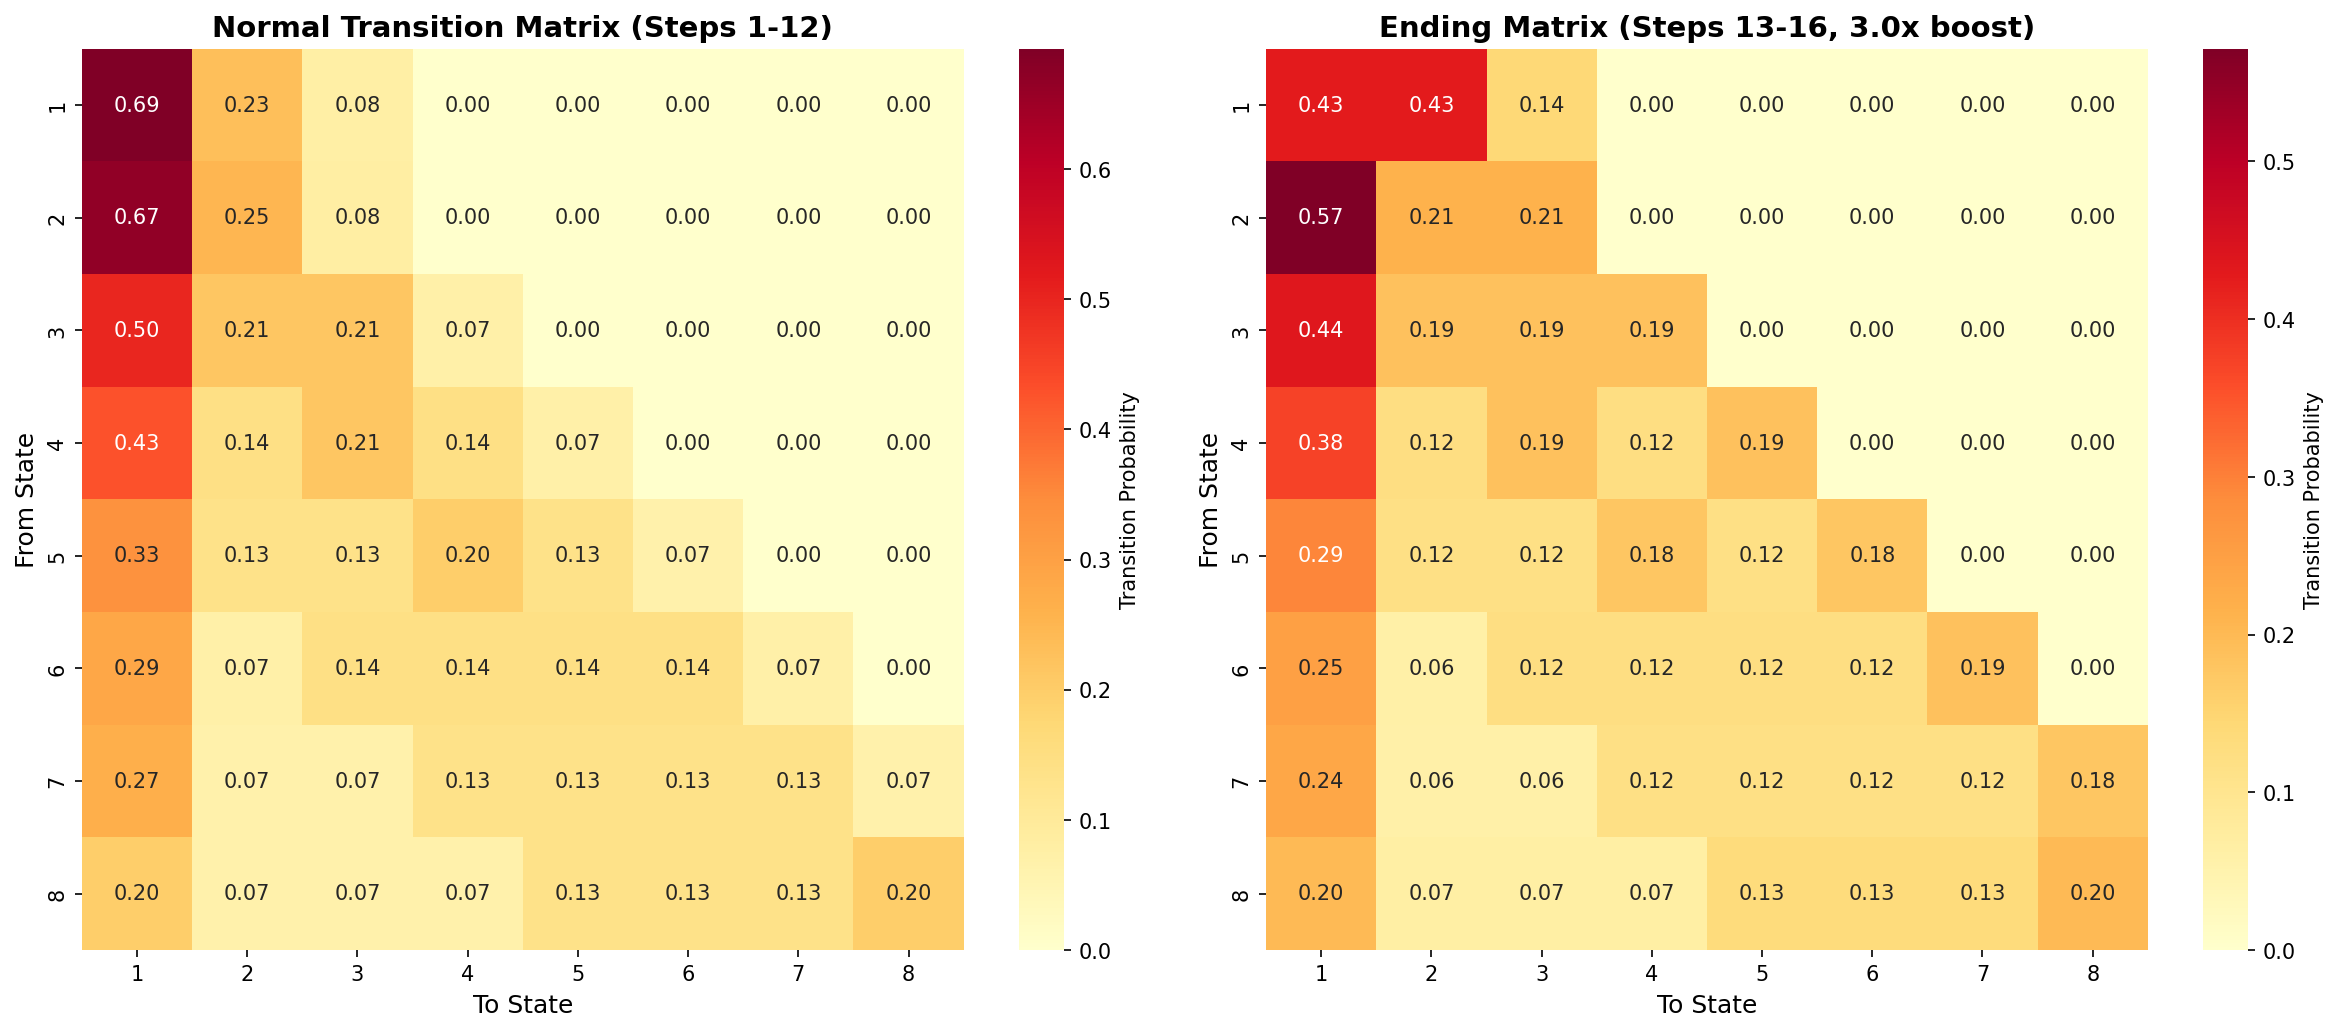 Normal Transition Matrix (Steps 1-12)
1 0.69 0.23 0.08 0.00 0.00 0.00 0.00 0.00
2 0.67 0.25 0.08 0.00 0.00 0.00 0.00 0.00
3 0.50 0.21 0.21 0.07 0.00 0.00 0.00 0.00
4 0.43 0.14 0.21 0.14 0.07 0.00 0.00 0.00
5 0.33 0.13 0.13 0.20 0.13 0.07 0.00 0.00
6 0.29 0.07 0.14 0.14 0.14 0.14 0.07 0.00
7 0.27 0.07 0.07 0.13 0.13 0.13 0.13 0.07
8 0.20 0.07 0.07 0.07 0.13 0.13 0.13 0.20
1 2 3 4 5 6 7 8
From State
To State
0.6
0.5
0.4
0.3
0.2
0.1
0.0
Transition Probability
Ending Matrix (Steps 13-16, 3.0x boost)
1 0.43 0.43 0.14 0.00 0.00 0.00 0.00 0.00
2 0.57 0.21 0.21 0.00 0.00 0.00 0.00 0.00
3 0.44 0.19 0.19 0.19 0.00 0.00 0.00 0.00
4 0.38 0.12 0.19 0.12 0.19 0.00 0.00 0.00
5 0.29 0.12 0.12 0.18 0.12 0.18 0.00 0.00
6 0.25 0.06 0.12 0.12 0.12 0.12 0.19 0.00
7 0.24 0.06 0.06 0.12 0.12 0.12 0.12 0.18
8 0.20 0.07 0.07 0.07 0.13 0.13 0.13 0.20
1 2 3 4 5 6 7 8
From State
To State
0.5
0.4
0.3
0.2
0.1
0.0
Transition Probability